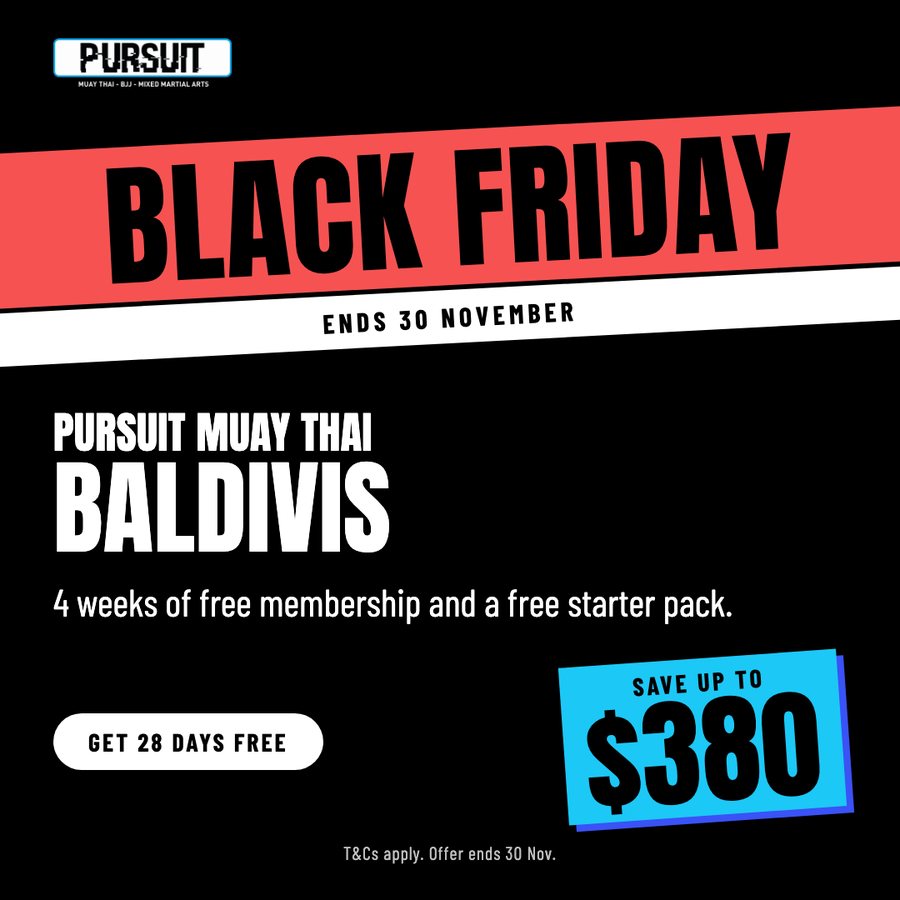 PURSUIT
MUAY THAI - BJJ - MIXED MARTIAL ARTS
BLACK FRIDAY
ENDS 30 NOVEMBER
PURSUIT MUAY THAI
BALDIVIS
4 weeks of free membership and a free starter pack.
SAVE UP TO
$380
GET 28 DAYS FREE
T&Cs apply. Offer ends 30 Nov.